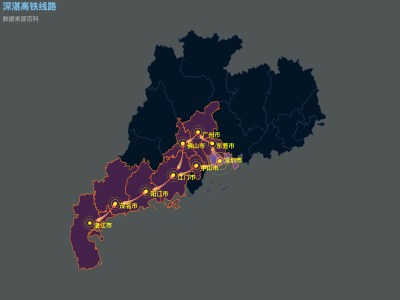 深湛高铁线路
数据来源百科
广州市
佛山市
东莞市
深圳市
中山市
江门市
阳江市
茂名市
湛江市